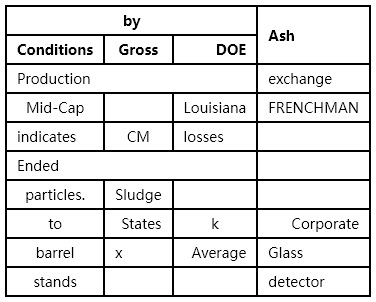 by Ash
Conditions Gross DOE
Production exchange
Mid-Cap Louisiana FRENCHMAN
indicates CM losses
Ended
particles. Sludge
to States k Corporate
barrel x Average Glass
stands detector